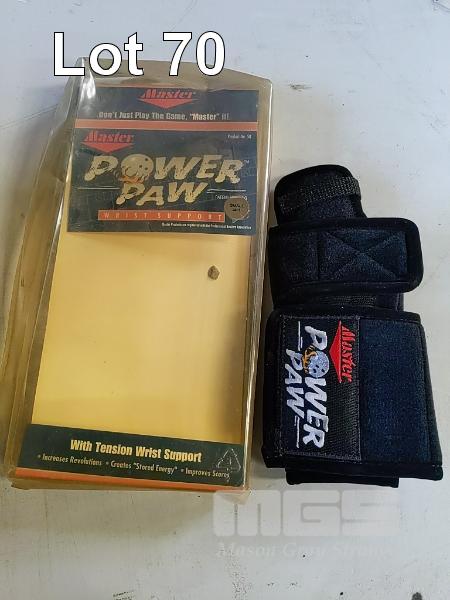 Lot 70
Master
Don't Just Play The Game, "Master" It!
Master
POWER
PAW
WRIST SUPPORT
With Tension Wrist Support
• Increases Revolutions • Creates "Stored Energy" • Improves Scores
Master
POWER
PAW
MGS
Mason Gray Strange